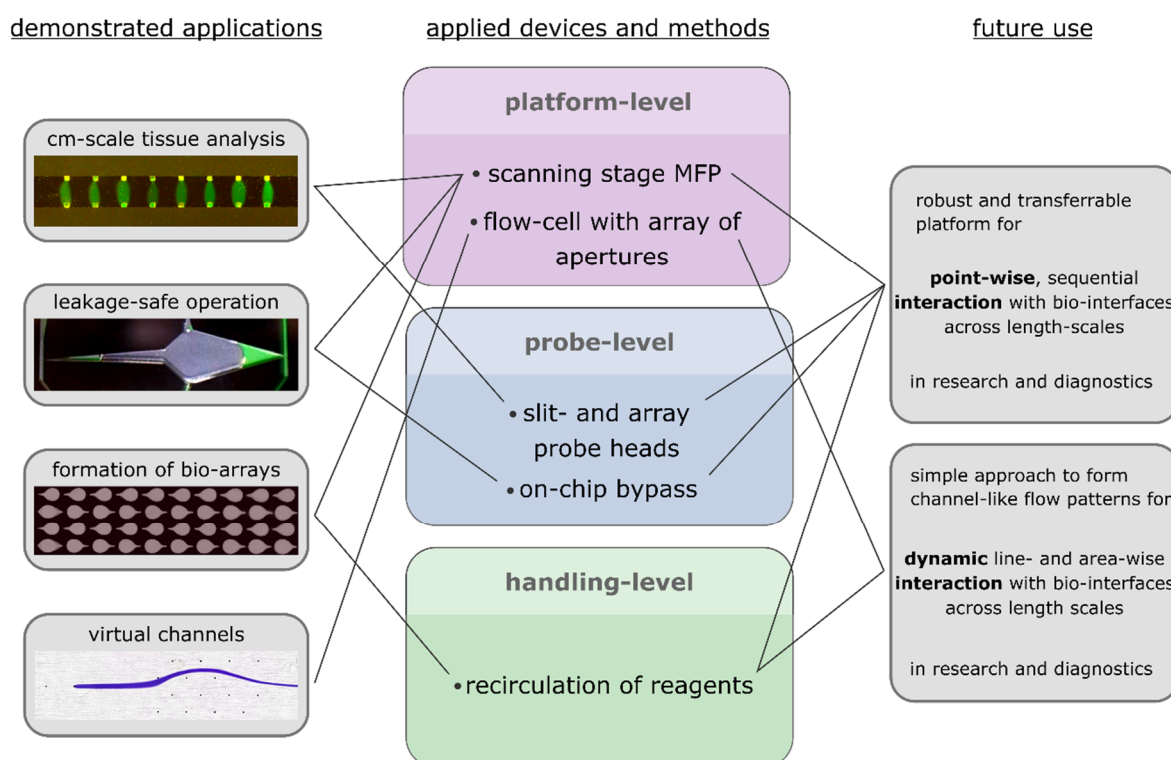 demonstrated applications
applied devices and methods
future use
cm-scale tissue analysis
leakage-safe operation
formation of bio-arrays
virtual channels
platform-level
• scanning stage MFP
• flow-cell with array of
apertures
probe-level
• slit- and array
probe heads
• on-chip bypass
handling-level
• recirculation of reagents
robust and transferrable
platform for
point-wise, sequential
interaction with bio-interfaces
across length-scales
in research and diagnostics
simple approach to form
channel-like flow patterns for
dynamic line- and area-wise
interaction with bio-interfaces
across length scales
in research and diagnostics